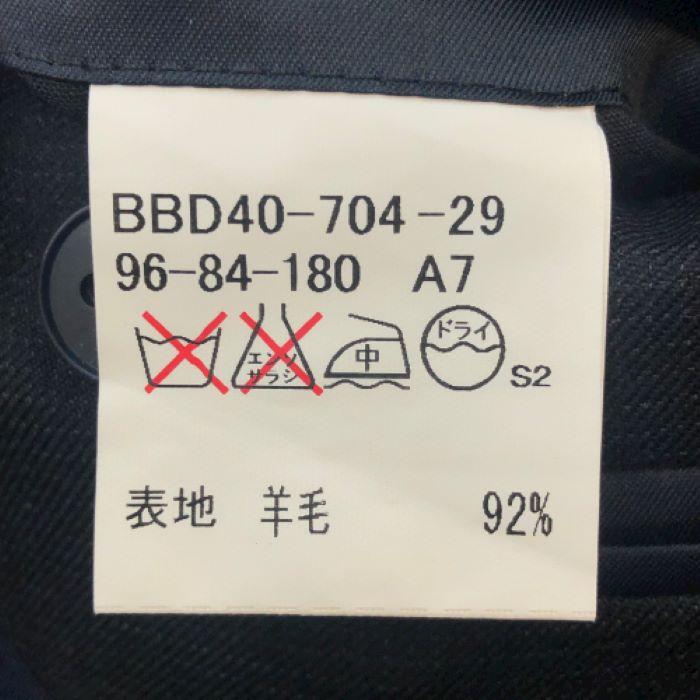 BBD40-704-29
96-84-180 A7
エンソ
サラシ
中
ドライ
S2
表地 羊毛 92%